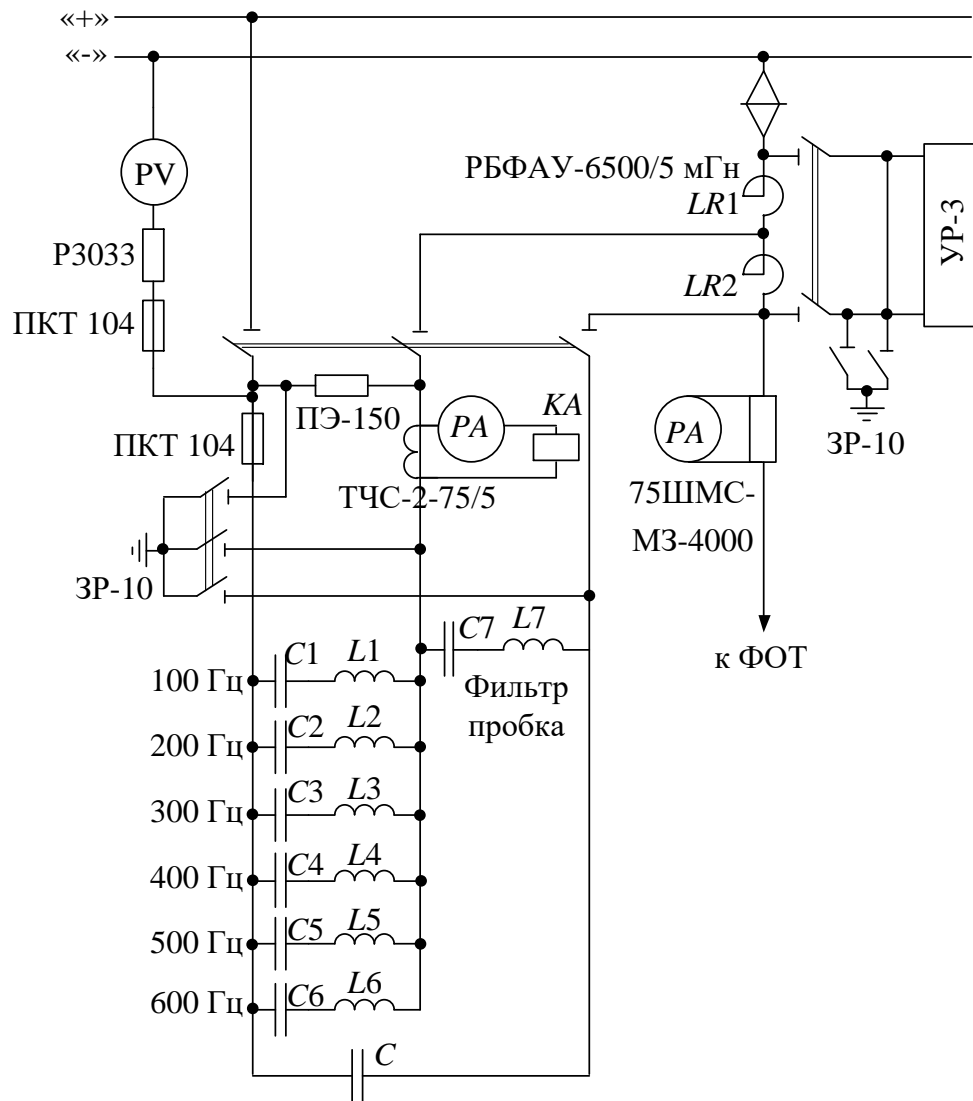 «+»
«-»
PV
РБФАУ-6500/5 мГн
LR1
УР-3
Р3033
LR2
ПКТ 104
ПЭ-150
PA
KA
ПКТ 104
PA
ЗР-10
ТЧС-2-75/5
75ШМС-
МЗ-4000
ЗР-10
C7
L7
C1
L1
к ФОТ
100 Гц
Фильтр
пробка
C2
L2
200 Гц
C3
L3
300 Гц
C4
L4
400 Гц
C5
L5
500 Гц
C6
L6
600 Гц
C